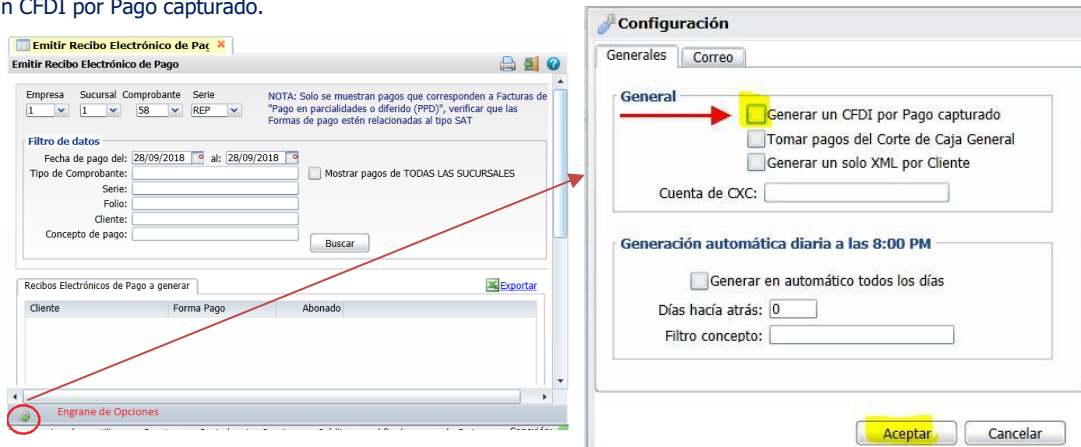 n CFDI por Pago capturado.
Emitir Recibo Electrónico de Pag
Emitir Recibo Electrónico de Pago
Empresa Sucursal Comprobante Serie
1 1 58 REP
NOTA: Solo se muestran pagos que corresponden a Facturas de
"Pago en parcialidades o diferido (PPD)", verificar que las
Formas de pago estén relacionadas al tipo SAT
Filtro de datos
Fecha de pago del: 28/09/2018 al: 28/09/2018
Tipo de Comprobante:
Mostrar pagos de TODAS LAS SUCURSALES
Serie:
Folio:
Cliente:
Concepto de pago:
Buscar
Recibos Electrónicos de Pago a generar
Exportar
Cliente Forma Pago Abonado
Engrane de Opciones
Configuración
Generales Correo
General
Generar un CFDI por Pago capturado
Tomar pagos del Corte de Caja General
Generar un solo XML por Cliente
Cuenta de CXC:
Generación automática diaria a las 8:00 PM
Generar en automático todos los días
Días hacía atrás: 0
Filtro concepto:
Aceptar Cancelar